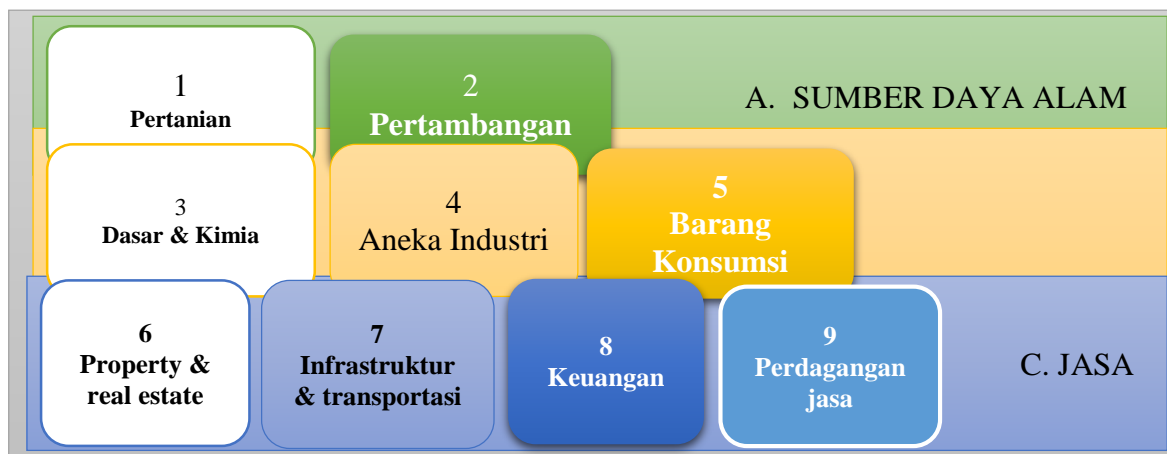 1
Pertanian
2
Pertambangan
A. SUMBER DAYA ALAM
3
Dasar & Kimia
4
Aneka Industri
5
Barang
Konsumsi
6
Property &
real estate
7
Infrastruktur
& transportasi
8
Keuangan
9
Perdagangan
jasa
C. JASA